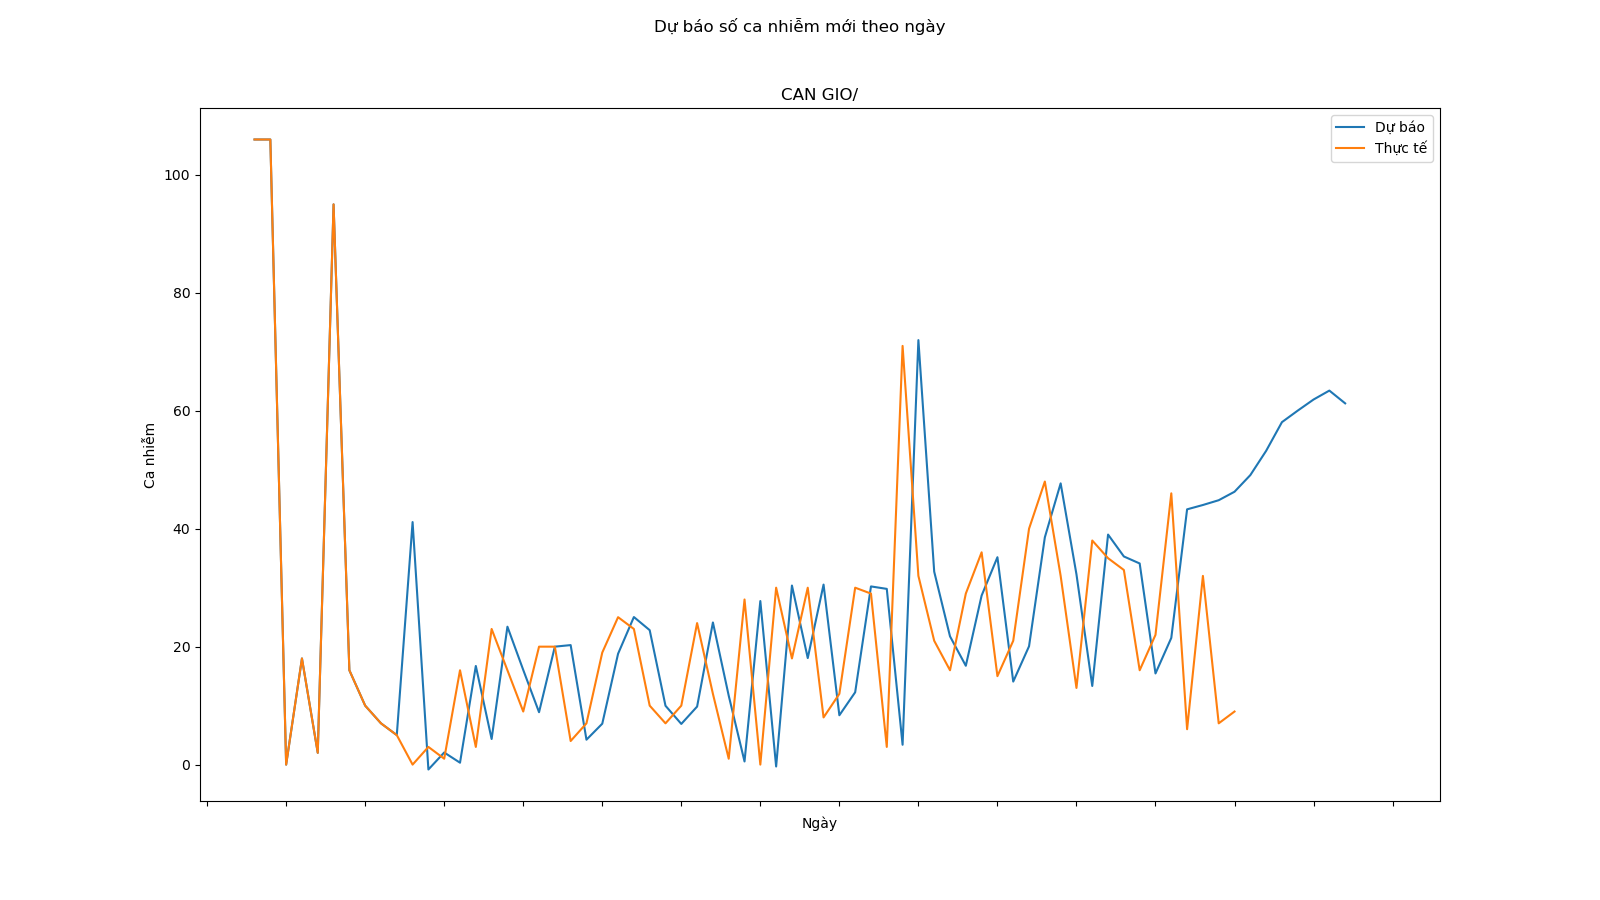 Dự báo số ca nhiễm mới theo ngày
CAN GIO/
Dự báo
Thực tế
100
80
60
40
20
0
Ca nhiễm
Ngày